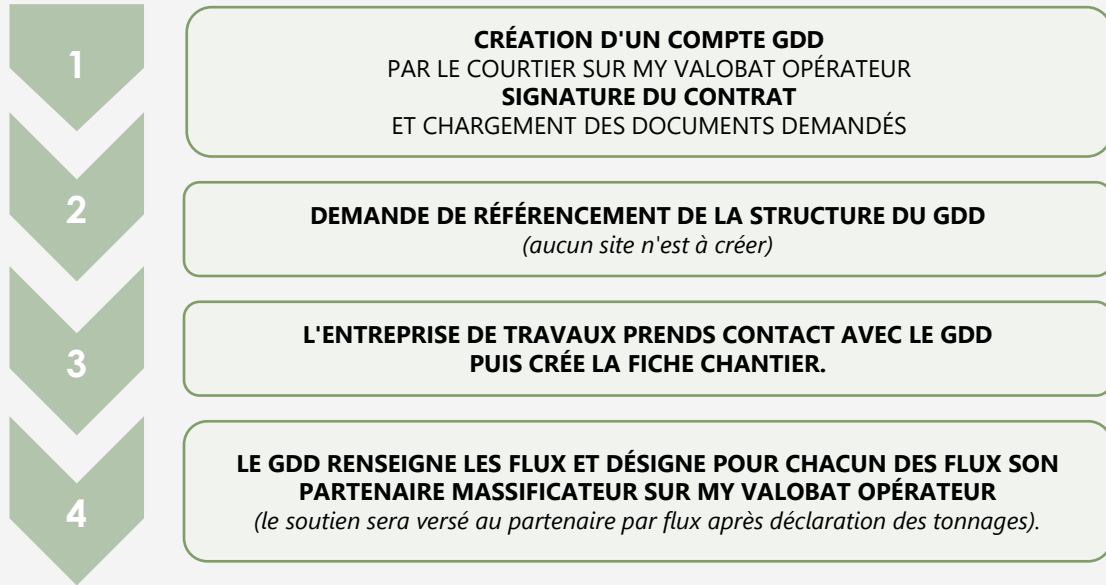 1
CRÉATION D'UN COMPTE GDD
PAR LE COURTIER SUR MY VALOBAT OPÉRATEUR
SIGNATURE DU CONTRAT
ET CHARGEMENT DES DOCUMENTS DEMANDÉS
2
DEMANDE DE RÉFÉRENCEMENT DE LA STRUCTURE DU GDD
(aucun site n'est à créer)
3
L'ENTREPRISE DE TRAVAUX PRENDS CONTACT AVEC LE GDD
PUIS CRÉE LA FICHE CHANTIER.
4
LE GDD RENSEIGNE LES FLUX ET DÉSIGNE POUR CHACUN DES FLUX SON
PARTENAIRE MASSIFICATEUR SUR MY VALOBAT OPÉRATEUR
(le soutien sera versé au partenaire par flux après déclaration des tonnages).